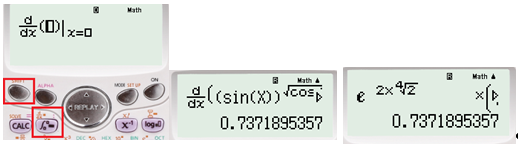 D Math
d/dx(▯)|x=▯
SHIFT ALPHA MODE SETUP ON
REPLAY
SOLVE
CALC X⁻¹ log▯
Math ▲
d/dx((sin(X))^√cos▷
0.7371895357
Math ▲
e^2×⁴√2 ×(▷
0.7371895357